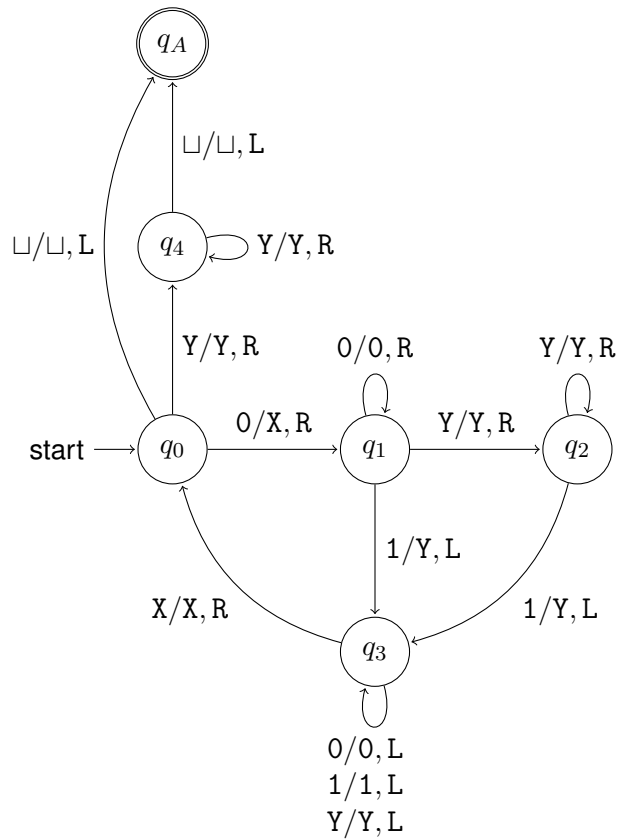 q_A
⊔/⊔, L
⊔/⊔, L
q_4
Y/Y, R
Y/Y, R
0/0, R
Y/Y, R
start
q_0
0/X, R
q_1
Y/Y, R
q_2
1/Y, L
X/X, R
1/Y, L
q_3
0/0, L
1/1, L
Y/Y, L